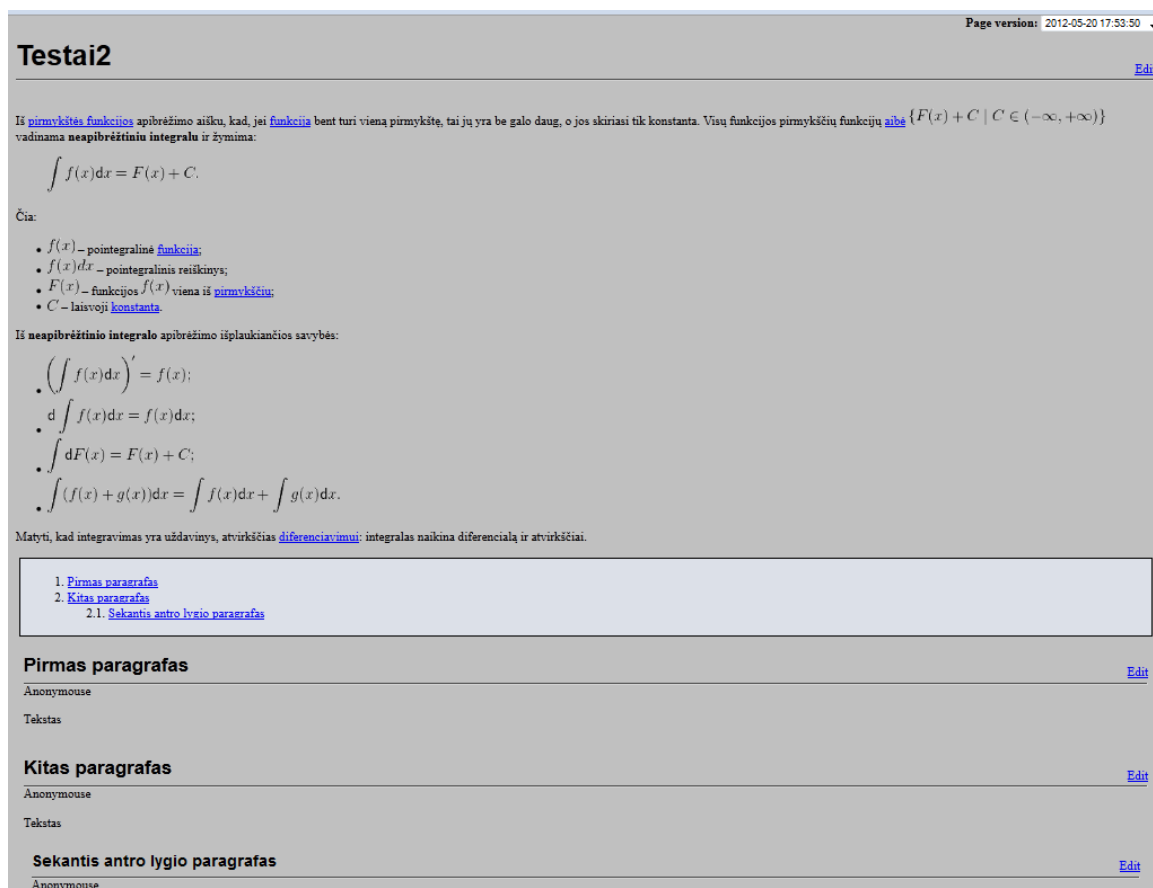 Page version: 2012-05-20 17:53:50
Testai2
Edi
Iš pirmykštės funkcijos apibrėžimo aišku, kad, jei funkcija bent turi vieną pirmykštę, tai jų yra be galo daug, o jos skiriasi tik konstanta. Visų funkcijos pirmykščių funkcijų aibė {F(x) + C | C ∈ (−∞, +∞)}
vadinama neapibrėžtiniu integralu ir žymima:
∫ f(x)dx = F(x) + C.
Čia:
• f(x) – pointegralinė funkcija;
• f(x)dx – pointegralinis reiškinys;
• F(x) – funkcijos f(x) viena iš pirmykščių;
• C – laisvoji konstanta.
Iš neapibrėžtinio integralo apibrėžimo išplaukiančios savybės:
• (∫ f(x)dx)′ = f(x);
• d ∫ f(x)dx = f(x)dx;
• ∫ dF(x) = F(x) + C;
• ∫(f(x) + g(x))dx = ∫ f(x)dx + ∫ g(x)dx.
Matyti, kad integravimas yra uždavinys, atvirkščias diferenciavimui: integralas naikina diferencialą ir atvirkščiai.
1. Pirmas paragrafas
2. Kitas paragrafas
2.1. Sekantis antro lygio paragrafas
Pirmas paragrafas
Edit
Anonymouse
Tekstas
Kitas paragrafas
Edit
Anonymouse
Tekstas
Sekantis antro lygio paragrafas
Edit
Anonymouse